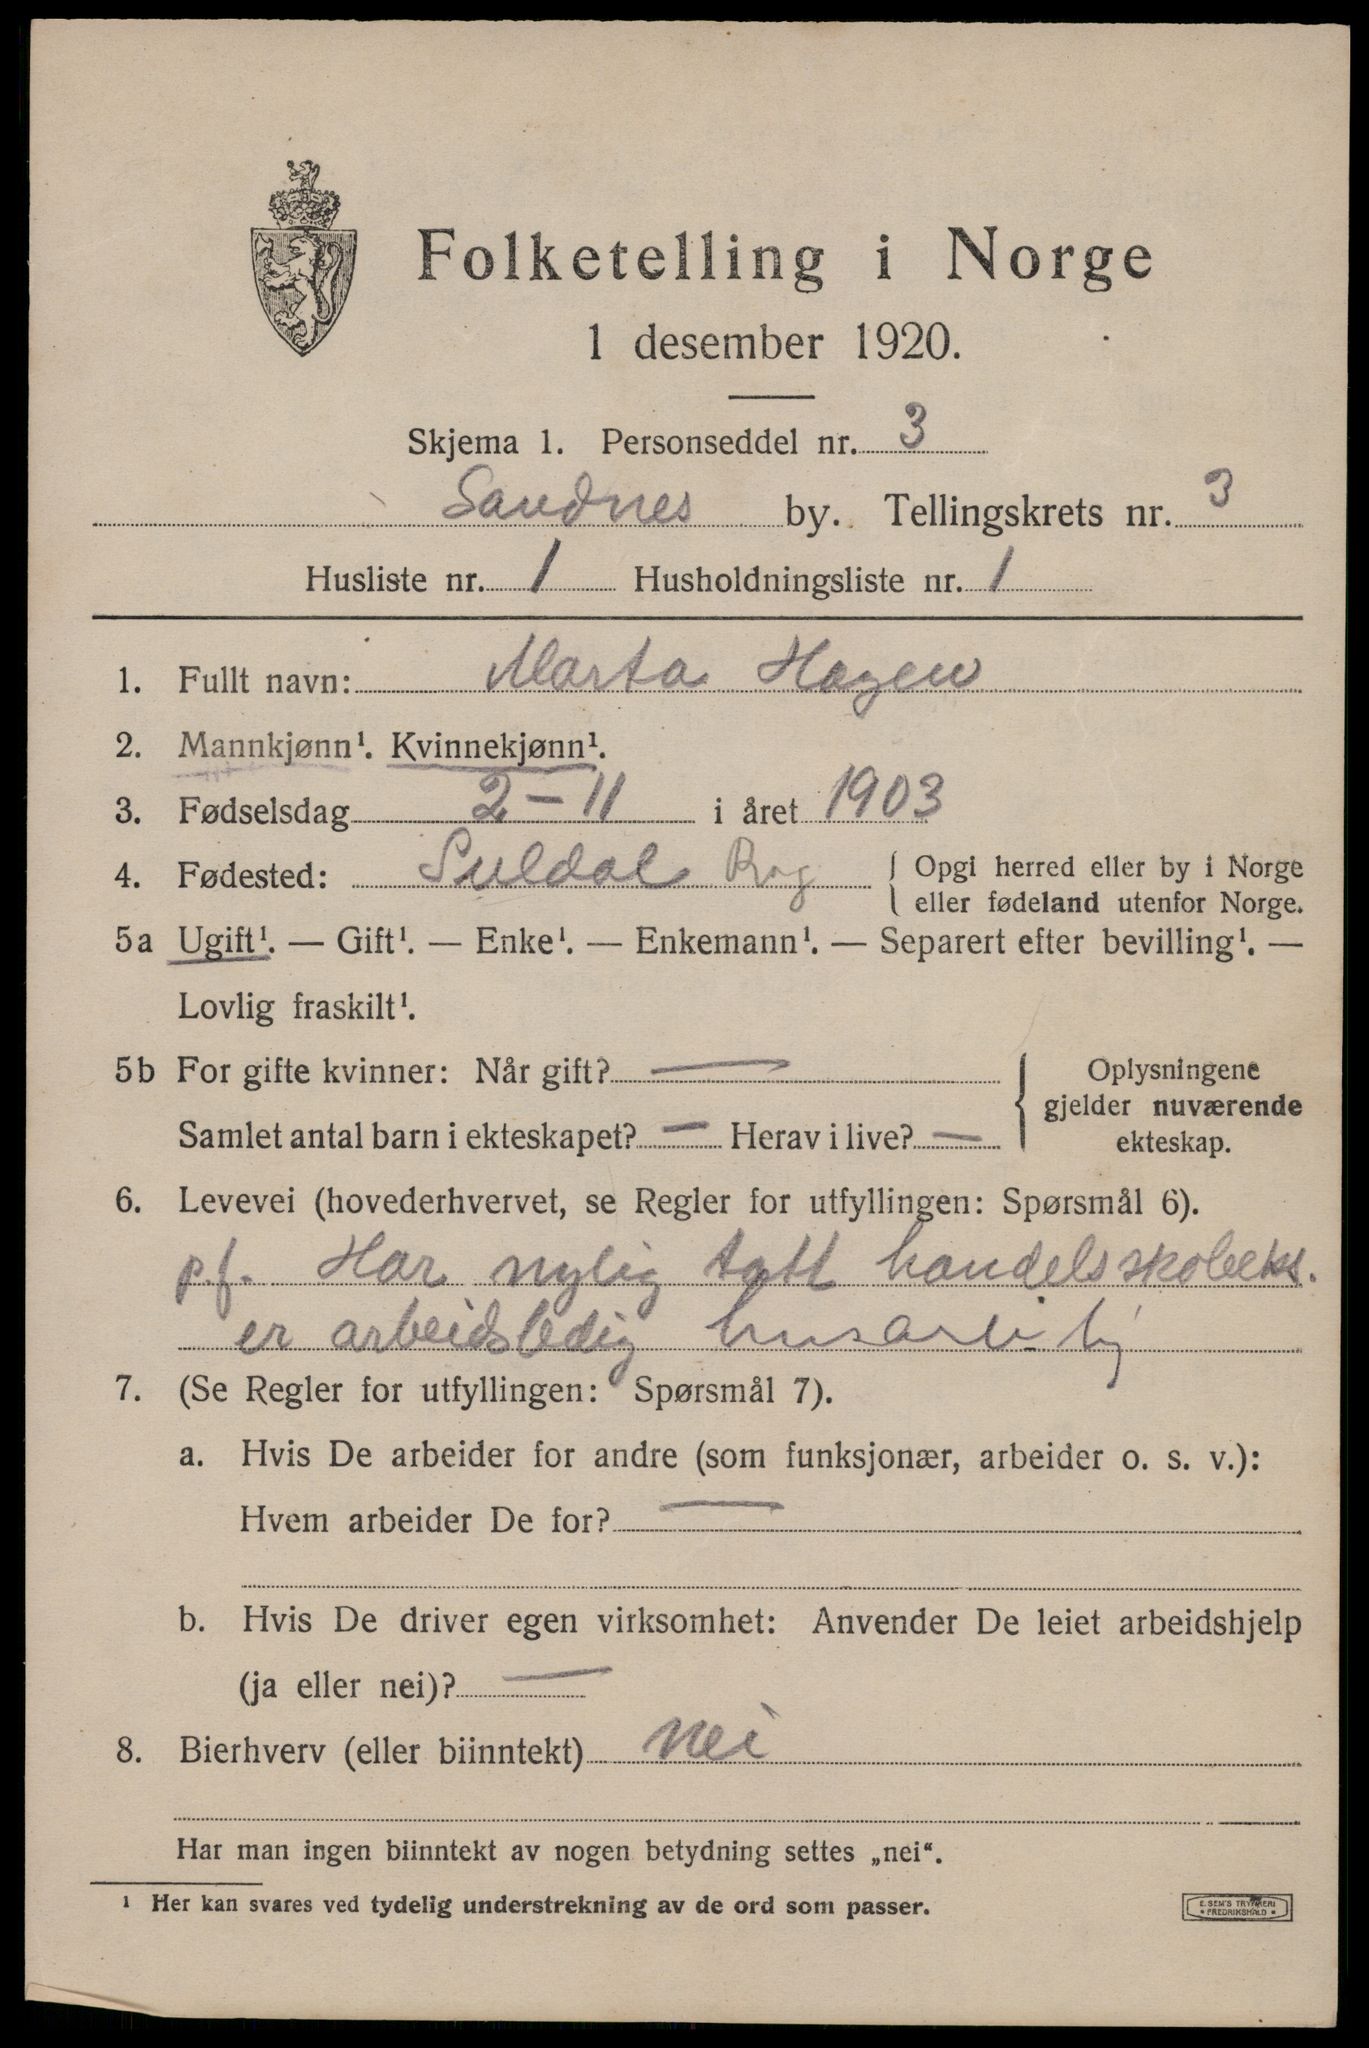 Folketelling i Norge
1 desember 1920.
Skjema 1. Personseddel nr. 3
Sandnes by. Tellingskrets nr. 3
Husliste nr. 1 Husholdningsliste nr. 1
1. Fullt navn: Marta Hagen
2. Mannkjønn¹. Kvinnekjønn¹.
3. Fødselsdag 2-11 i året 1903
4. Fødested: Suldal Rog { Opgi herred eller by i Norge
eller fødeland utenfor Norge.
5a Ugift¹. — Gift¹. — Enke¹. — Enkemann¹. — Separert efter bevilling¹. —
Lovlig fraskilt¹.
5b For gifte kvinner: Når gift? —
Samlet antal barn i ekteskapet? — Herav i live? —
{ Oplysningene
gjelder nuværende
ekteskap.
6. Levevei (hovederhvervet, se Regler for utfyllingen: Spørsmål 6).
p.f. Har nylig tatt handelsskoleeks.
er arbeidsledig
7. (Se Regler for utfyllingen: Spørsmål 7).
a. Hvis De arbeider for andre (som funksjonær, arbeider o. s. v.):
Hvem arbeider De for? —
b. Hvis De driver egen virksomhet: Anvender De leiet arbeidshjelp
(ja eller nei)? —
8. Bierhverv (eller biinntekt) nei
Har man ingen biinntekt av nogen betydning settes „nei“.
¹ Her kan svares ved tydelig understrekning av de ord som passer.
E. SEM'S TRYKKERI
* FREDRIKSHALD *